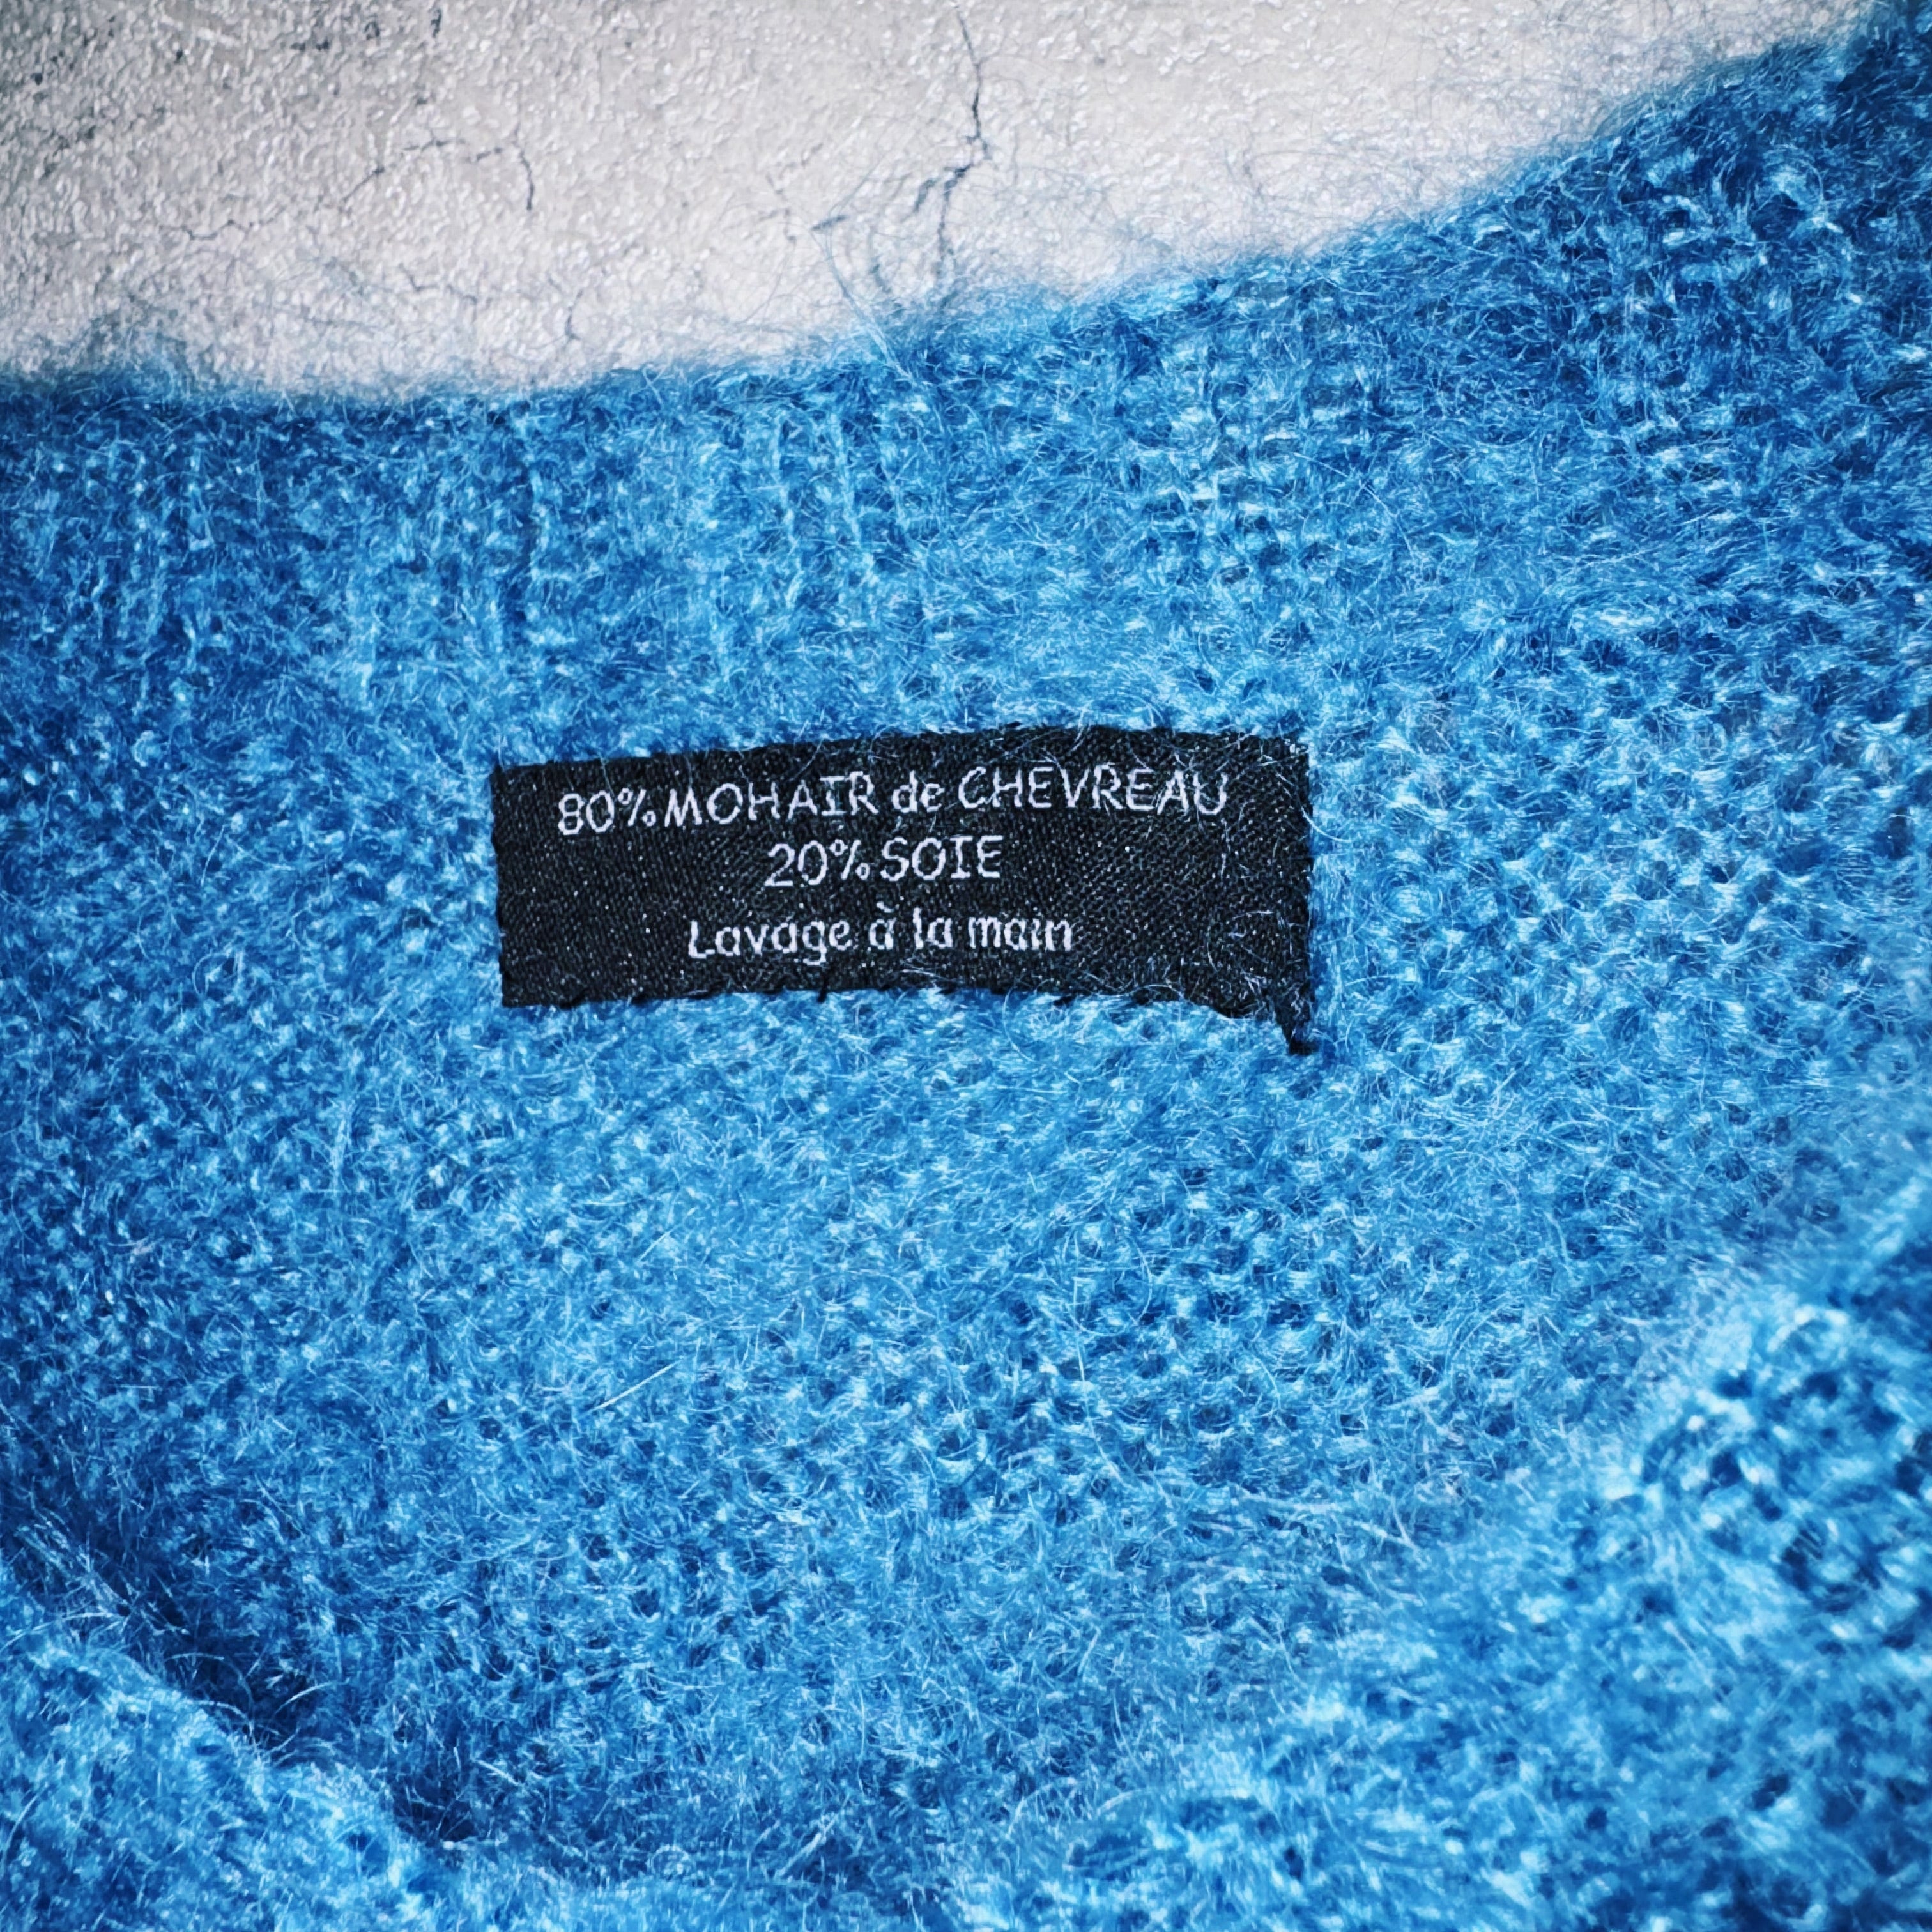 80% MOHAIR de CHEVREAU
20% SOIE
Lavage à la main